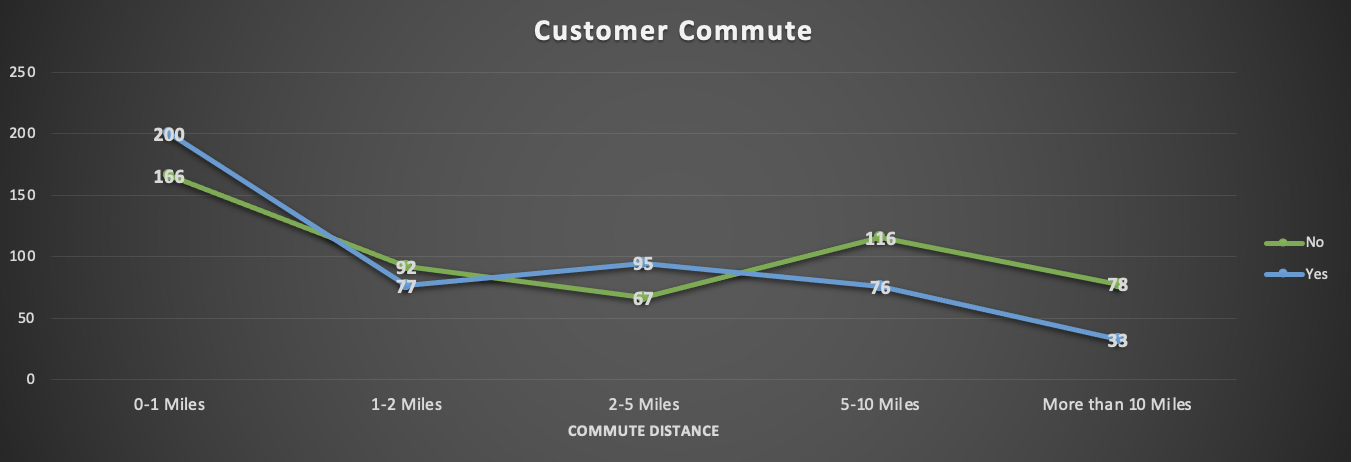 Customer Commute
250
200
150
100
50
0
200
166
92
77
95
67
116
76
78
33
No
Yes
0-1 Miles
1-2 Miles
2-5 Miles
5-10 Miles
More than 10 Miles
COMMUTE DISTANCE